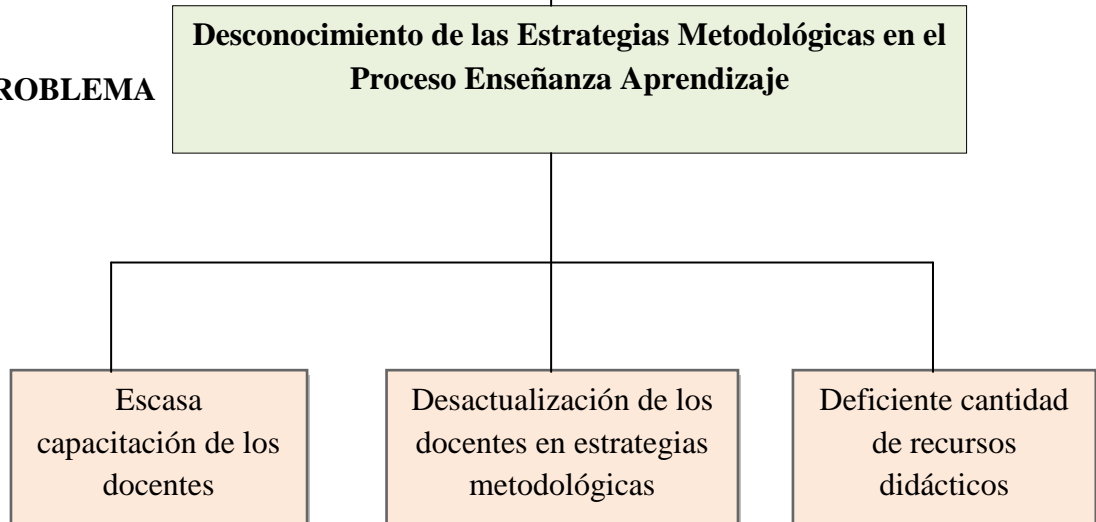 Desconocimiento de las Estrategias Metodológicas en el
Proceso Enseñanza Aprendizaje
ROBLEMA
Escasa
capacitación de los
docentes
Desactualización de los
docentes en estrategias
metodológicas
Deficiente cantidad
de recursos
didácticos